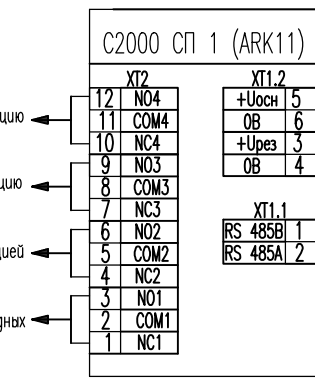 С2000 СП 1 (ARK11)
XT2
12 NO4
11 COM4
10 NC4
9 NO3
8 COM3
7 NC3
6 NO2
5 COM2
4 NC2
3 NO1
2 COM1
1 NC1
XT1.2
+Uосн 5
0В 6
+Uрез 3
0В 4
XT1.1
RS 485B 1
RS 485A 2
цию
цию
цией
дных